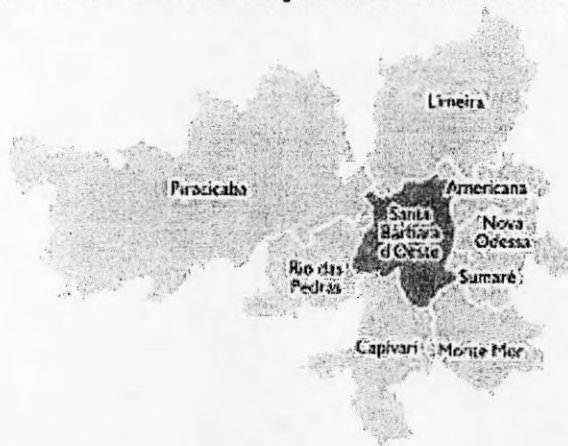 Limeira
Piracicaba
Americana
Santa
Bárbara
d'Oeste
Nova
Odessa
Rio das
Pedras
Sumaré
Capivari
Monte Mor